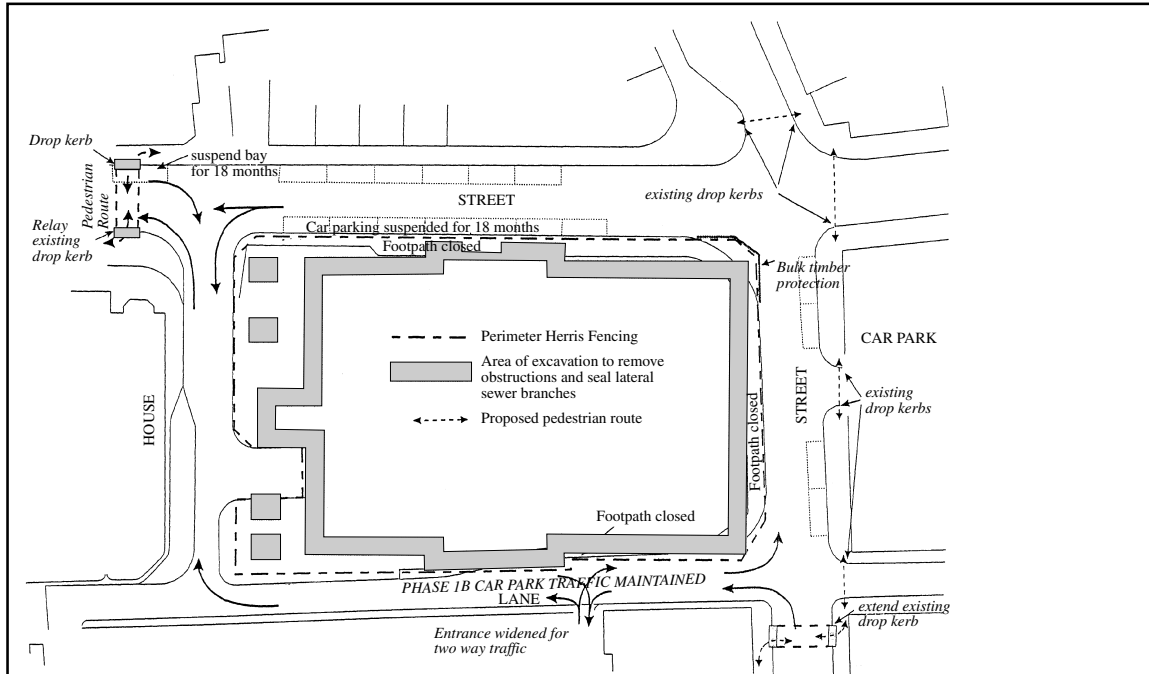 Drop kerb
suspend bay
for 18 months
Pedestrian
Route
STREET
existing drop kerbs
Relay
existing
drop kerb
Car parking suspended for 18 months
Footpath closed
Bulk timber
protection
Perimeter Herris Fencing
Area of excavation to remove
obstructions and seal lateral
sewer branches
Proposed pedestrian route
CAR PARK
STREET
existing
drop kerbs
HOUSE
Footpath closed
Footpath closed
PHASE 1B CAR PARK TRAFFIC MAINTAINED
LANE
Entrance widened for
two way traffic
extend existing
drop kerb